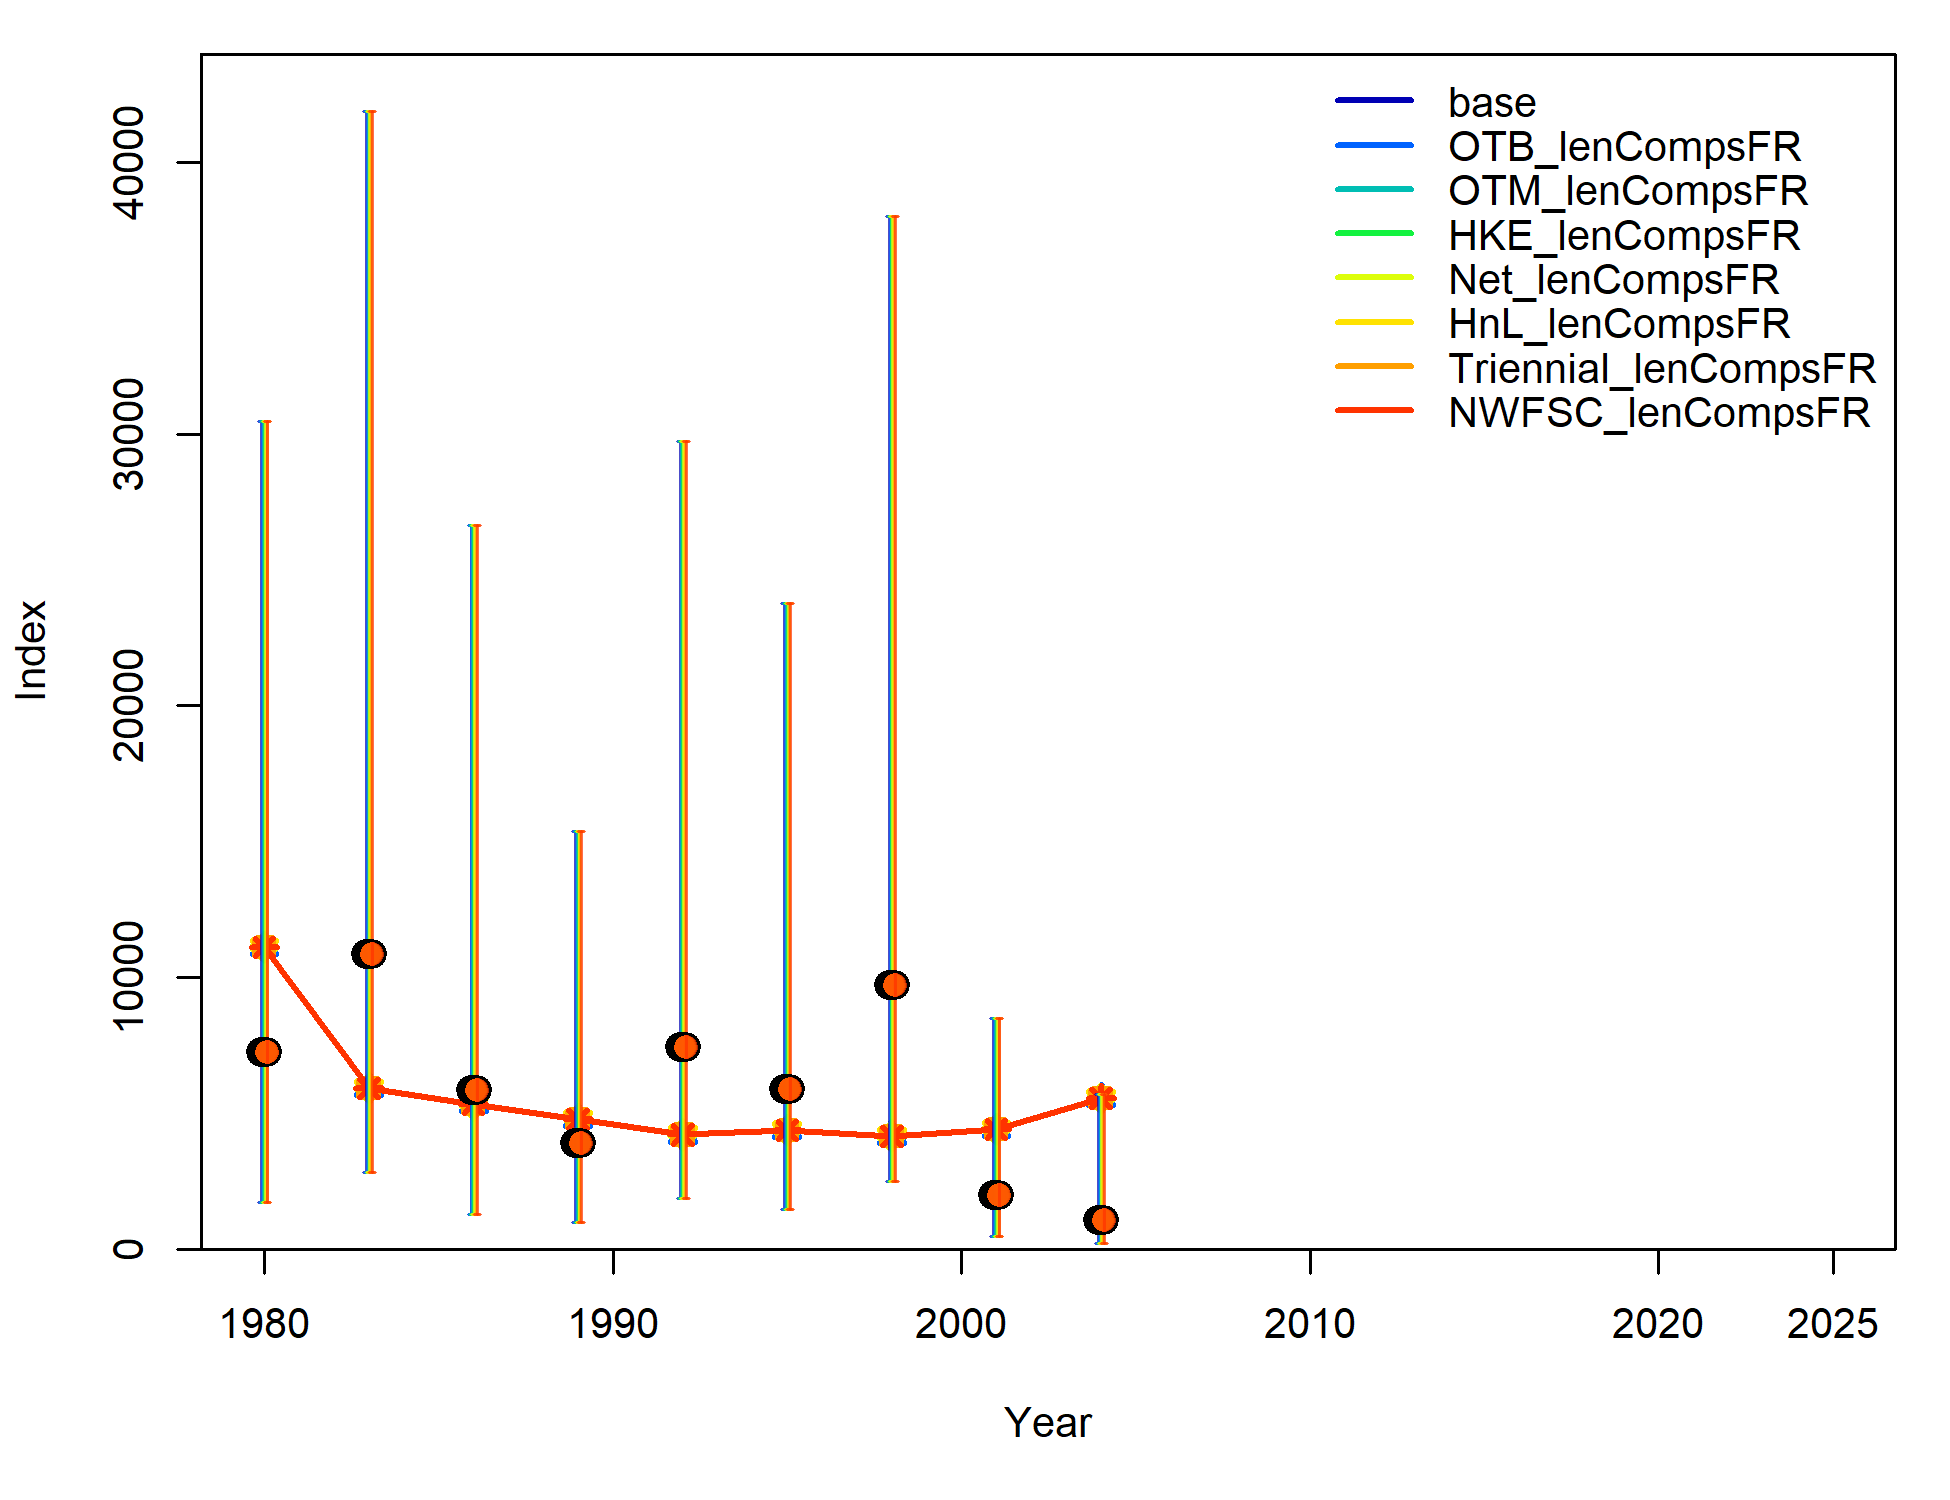 40000
30000
20000
10000
0
Index
base
OTB_lenCompsFR
OTM_lenCompsFR
HKE_lenCompsFR
Net_lenCompsFR
HnL_lenCompsFR
Triennial_lenCompsFR
NWFSC_lenCompsFR
1980 1990 2000 2010 2020 2025
Year